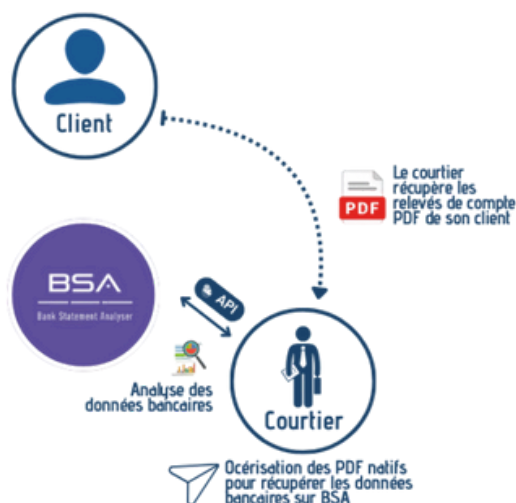 Client
Le courtier
récupère les
relevés de compte
PDF de son client
PDF
BSA
Bank Statement Analyser
API
Analyse des
données bancaires
Courtier
Océrisation des PDF natifs
pour récupérer les données
bancaires sur BSA